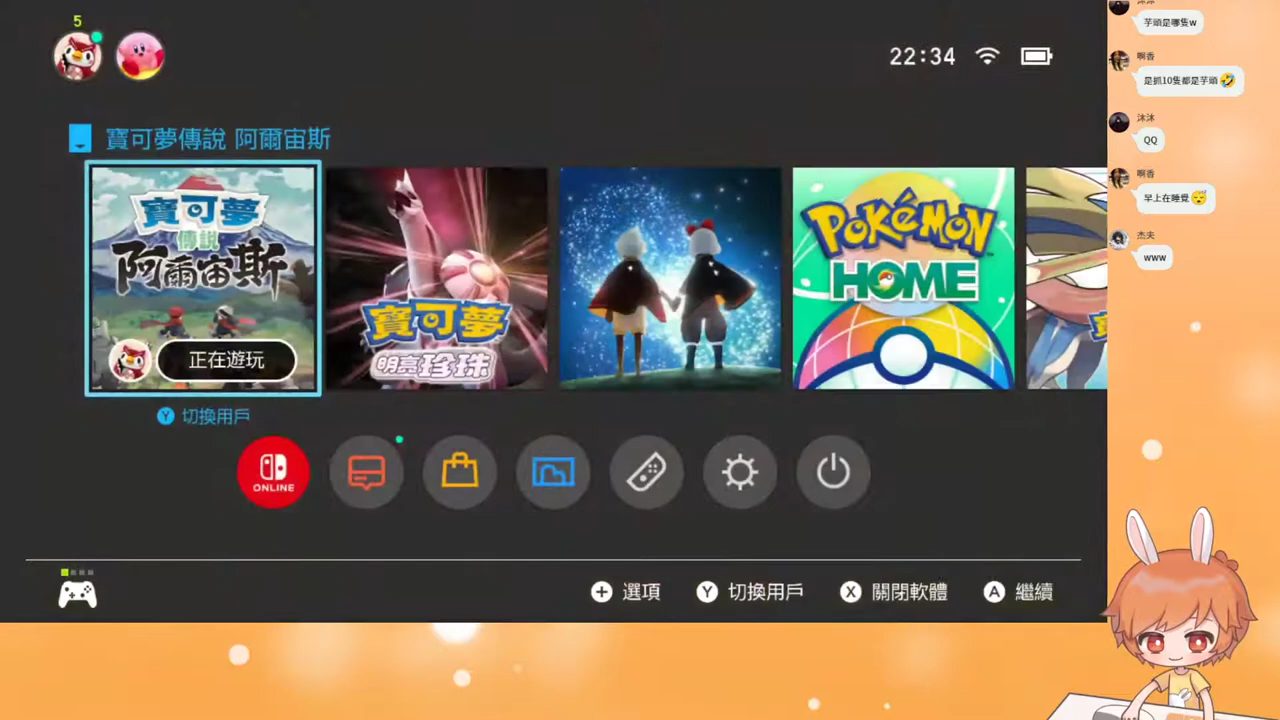 5
22:34
寶可夢傳說 阿爾宙斯
寶可夢
傳說
阿爾宙斯
正在遊玩
寶可夢
明亮珍珠
POKéMON
HOME
Y 切換用戶
ONLINE
+ 選項
Y 切換用戶
X 關閉軟體
A 繼續
芋頭是哪隻w
啊香
是抓10隻都是芋頭
沐沐
QQ
啊香
早上在睡覺
杰夫
www